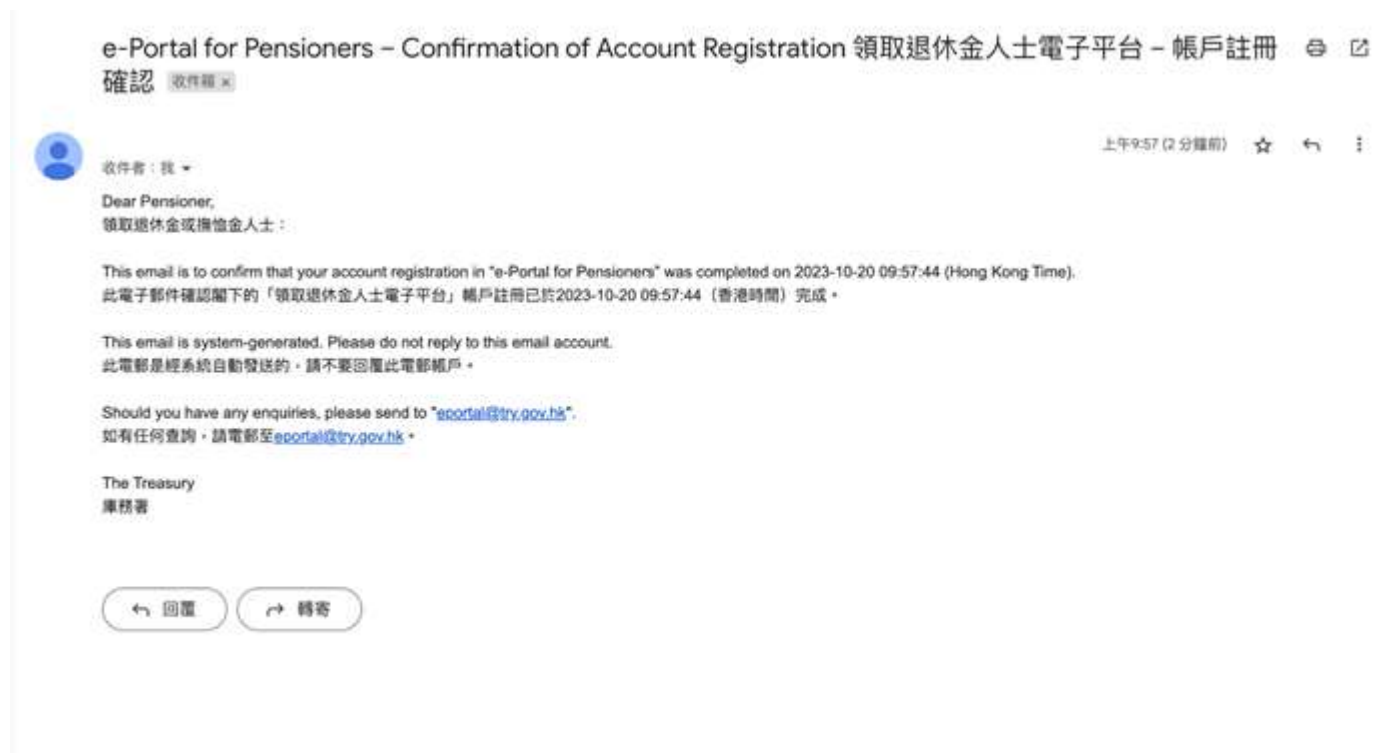 e-Portal for Pensioners – Confirmation of Account Registration 領取退休金人士電子平台 – 帳戶註冊
確認 收件箱 ×
上午9:57 (2 分鐘前)
收件者：我
Dear Pensioner,
領取退休金或撫恤金人士：
This email is to confirm that your account registration in "e-Portal for Pensioners" was completed on 2023-10-20 09:57:44 (Hong Kong Time).
此電子郵件確認閣下的「領取退休金人士電子平台」帳戶註冊已於2023-10-20 09:57:44（香港時間）完成。
This email is system-generated. Please do not reply to this email account.
此電郵是經系統自動發送的，請不要回覆此電郵帳戶。
Should you have any enquiries, please send to "eportal@try.gov.hk".
如有任何查詢，請電郵至eportal@try.gov.hk。
The Treasury
庫務署
回覆
轉寄